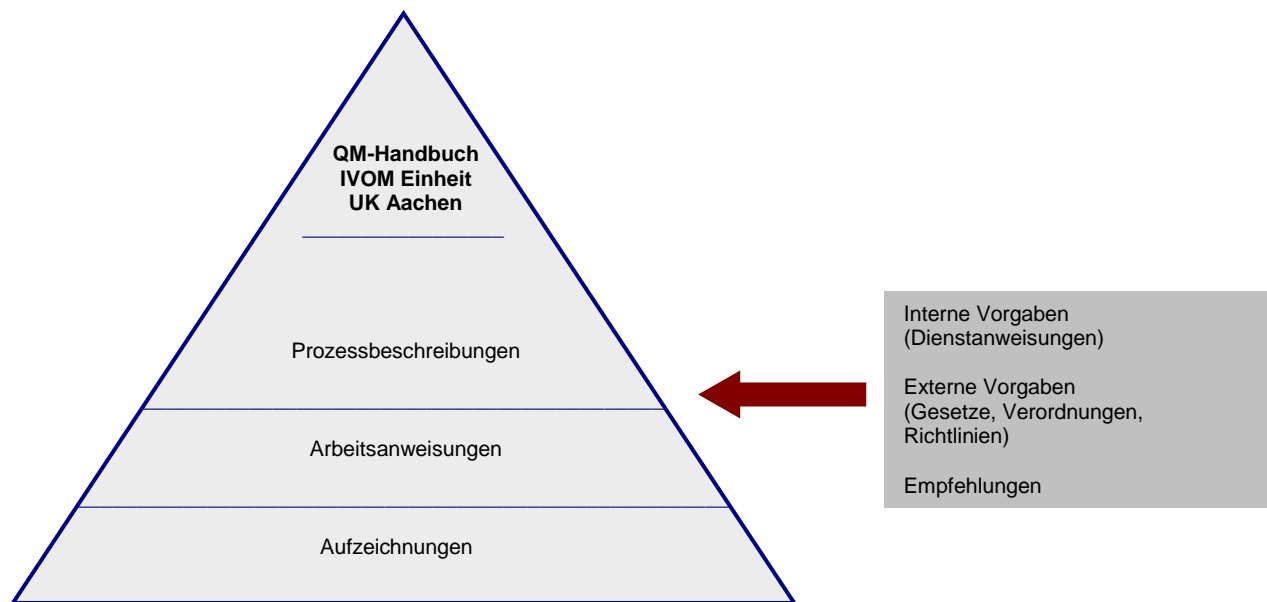 QM-Handbuch
IVOM Einheit
UK Aachen
Prozessbeschreibungen
Arbeitsanweisungen
Aufzeichnungen
Interne Vorgaben
(Dienstanweisungen)
Externe Vorgaben
(Gesetze, Verordnungen,
Richtlinien)
Empfehlungen